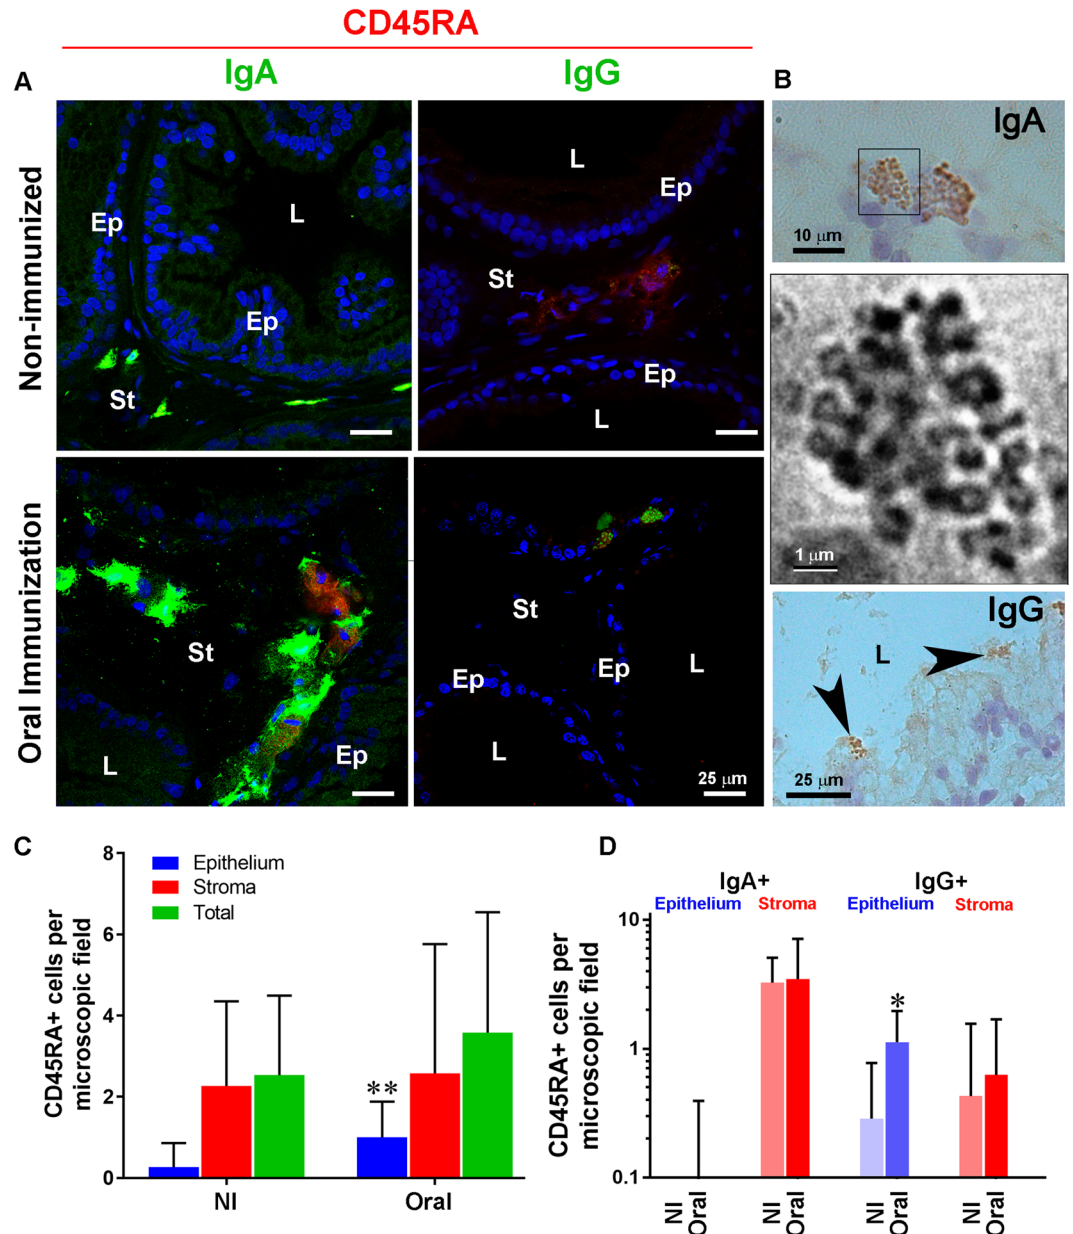 CD45RA
IgA
IgG
A
B
Non-immunized
Ep
L
Ep
St
L
Ep
St
Ep
L
IgA
10 μm
1 μm
Oral Immunization
St
L
Ep
St
Ep
Ep
L
L
25 μm
IgG
L
25 μm
C
CD45RA+ cells per
microscopic field
8
6
4
2
0
Epithelium
Stroma
Total
**
NI
Oral
D
CD45RA+ cells per
microscopic field
IgA+
IgG+
Epithelium
Stroma
Epithelium
Stroma
10
1
0.1
*
NI
Oral
NI
Oral
NI
Oral
NI
Oral